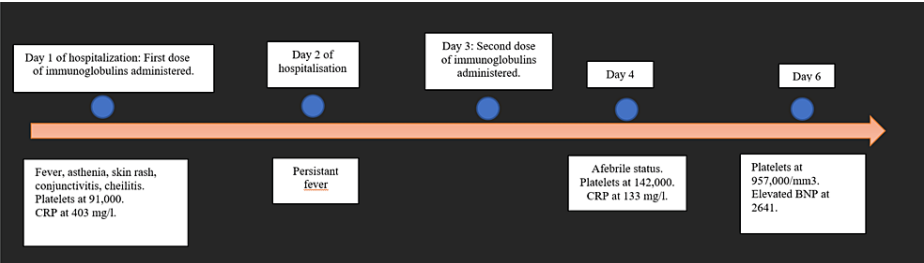 Day 1 of hospitalization: First dose
of immunoglobulins administered.
Day 2 of
hospitalisation
Day 3: Second dose
of immunoglobulins
administered.
Day 4
Day 6
Fever, asthenia, skin rash,
conjunctivitis, cheilitis.
Platelets at 91,000.
CRP at 403 mg/l.
Persistant
fever
Afebrile status.
Platelets at 142,000.
CRP at 133 mg/l.
Platelets at
957,000/mm3.
Elevated BNP at
2641.